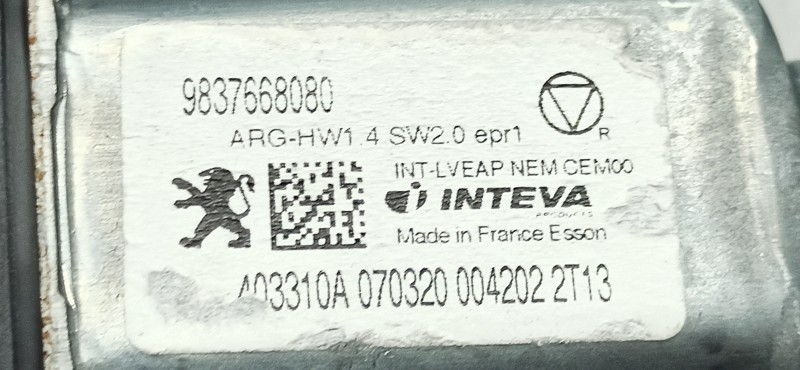 9837668080
ARG-HW1.4 SW2.0 epr1
R
INT-LVEAP NEM CEM00
INTEVA
PRODUCTS
Made in France Esson
403310A 070320 004202 2T13